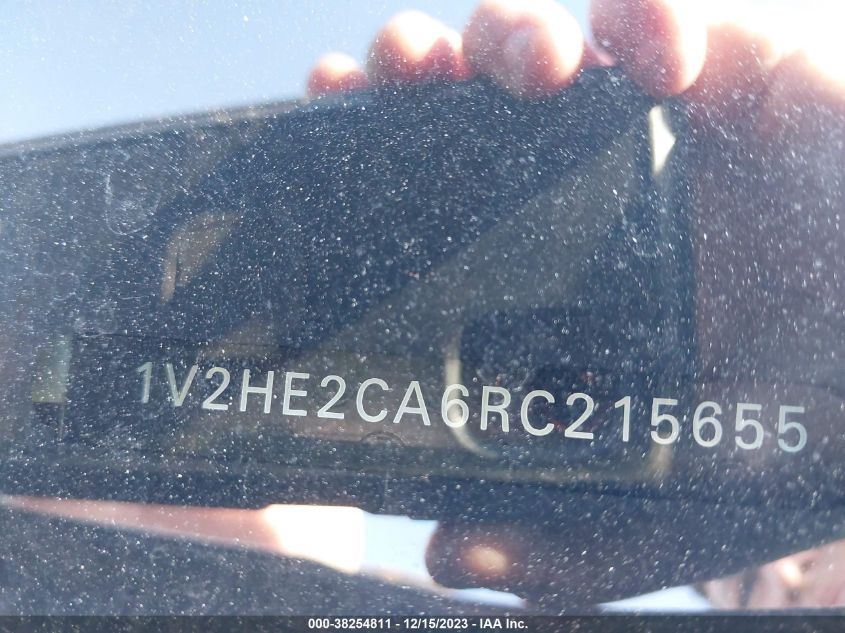 1V2HE2CA6RC215655
000-38254811 - 12/15/2023 - IAA Inc.